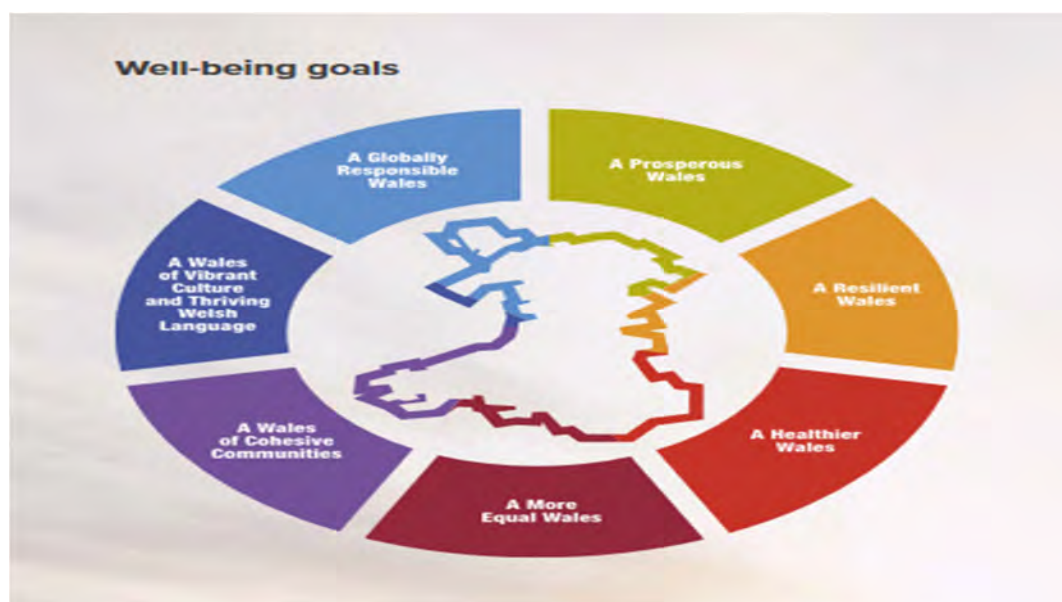 Well-being goals
A Globally
Responsible
Wales
A Prosperous
Wales
A Wales
of Vibrant
Culture
and Thriving
Welsh
Language
A Resilient
Wales
A Wales
of Cohesive
Communities
A Healthier
Wales
A More
Equal Wales